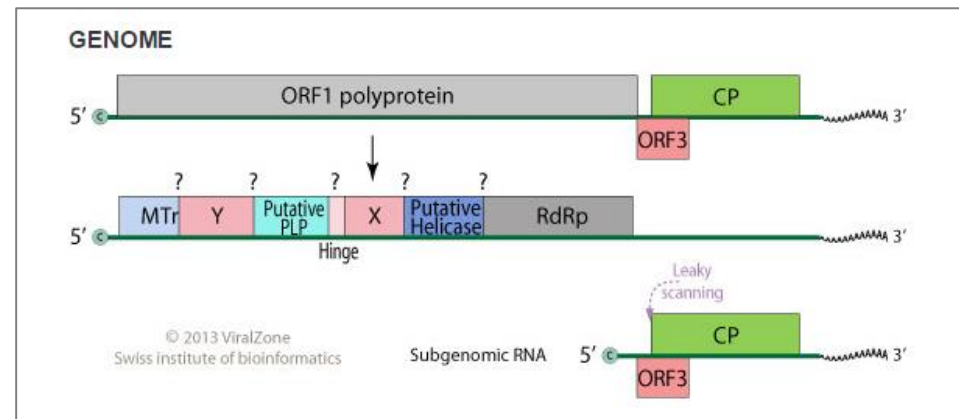 GENOME
ORF1 polyprotein
CP
5′ C
3′
ORF3
? ? ? ? ?
MTr
Y
Putative
PLP
X
Putative
Helicase
RdRp
5′ C
3′
Hinge
Leaky
scanning
© 2013 ViralZone
Swiss institute of bioinformatics
CP
Subgenomic RNA
5′ C
3′
ORF3